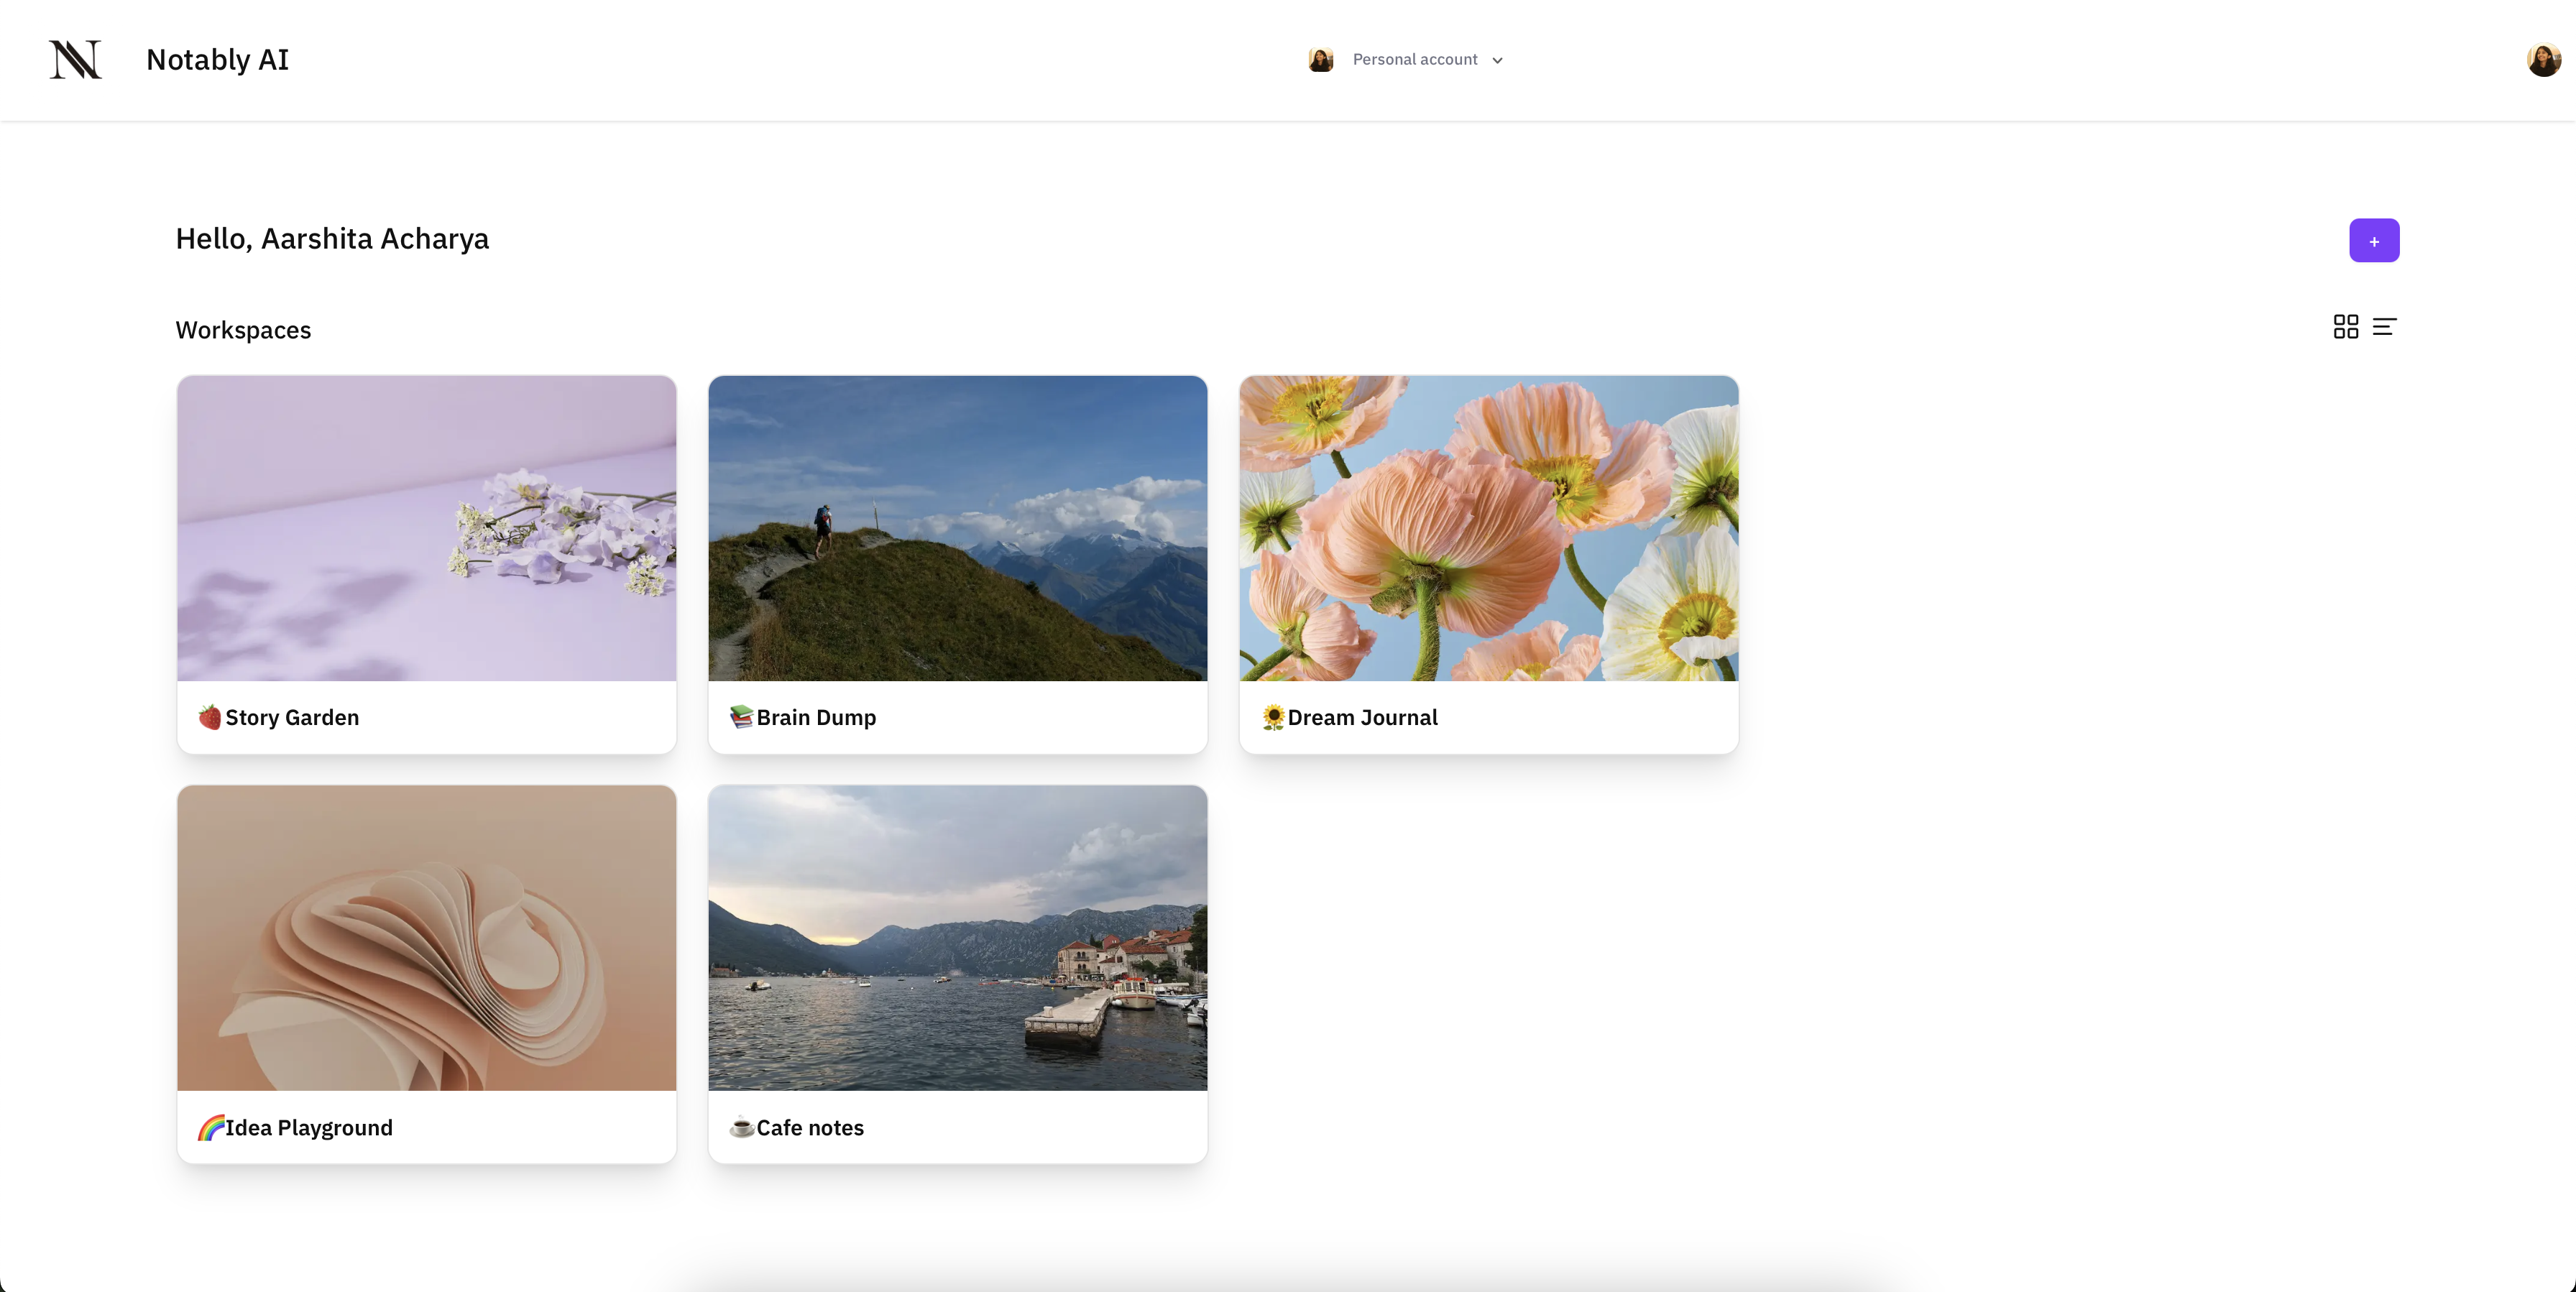 N Notably AI
Personal account
Hello, Aarshita Acharya
+
Workspaces
🍓Story Garden
📚Brain Dump
🌻Dream Journal
🌈Idea Playground
☕Cafe notes